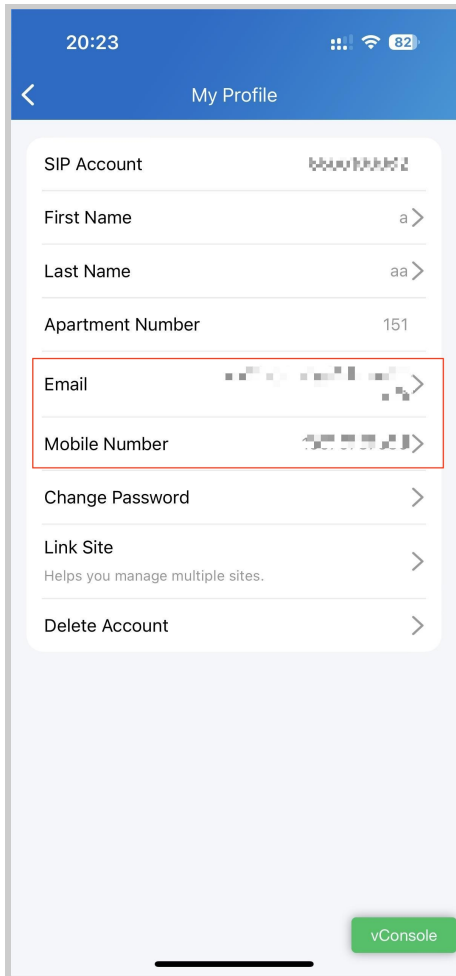 20:23
82
My Profile
SIP Account
First Name
a
Last Name
aa
Apartment Number
151
Email
Mobile Number
Change Password
Link Site
Helps you manage multiple sites.
Delete Account
vConsole